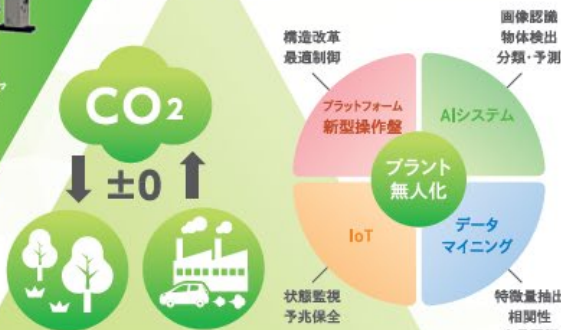 CO2
±0
構造改革
最適制御
画像認識
物体検出
分類・予測
プラットフォーム
新型操作盤
AIシステム
プラント
無人化
IoT
データ
マイニング
状態監視
予兆保全
特徴量抽出
相関性